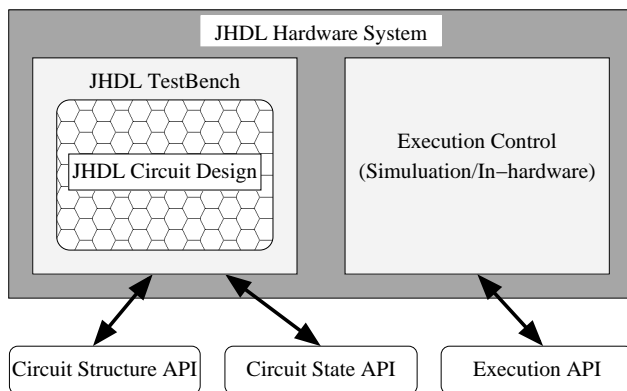 JHDL Hardware System
JHDL TestBench
JHDL Circuit Design
Execution Control
(Simuluation/In−hardware)
Circuit Structure API
Circuit State API
Execution API